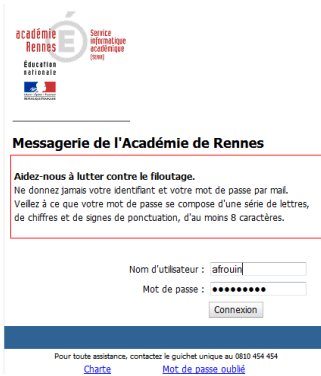 académie
Rennes
Service
informatique
académique
Éducation
nationale
Messagerie de l'Académie de Rennes
Aidez-nous à lutter contre le filoutage.
Ne donnez jamais votre identifiant et votre mot de passe par mail.
Veillez à ce que votre mot de passe se compose d'une série de lettres,
de chiffres et de signes de ponctuation, d'au moins 8 caractères.
Nom d'utilisateur : afrouin
Mot de passe : •••••••••
Connexion
Pour toute assistance, contactez le guichet unique au 0810 454 454
Charte Mot de passe oublié